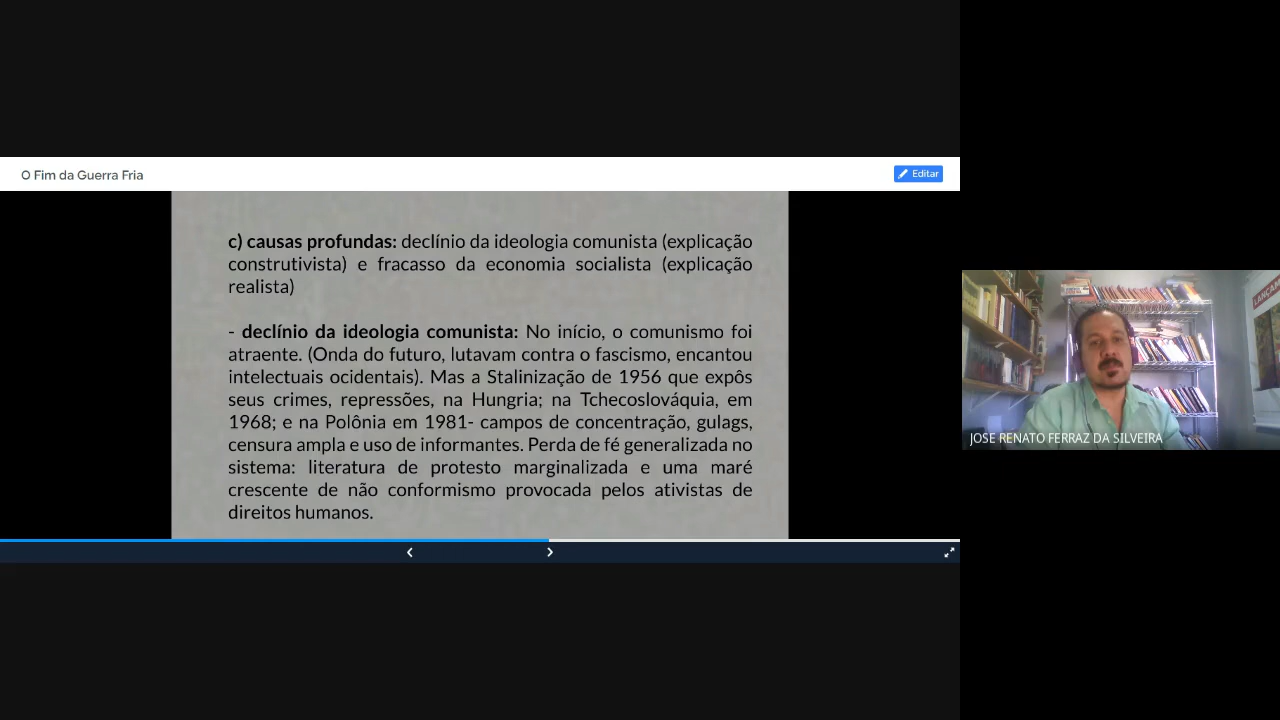 O Fim da Guerra Fria
Editar
c) causas profundas: declínio da ideologia comunista (explicação
construtivista) e fracasso da economia socialista (explicação
realista)
- declínio da ideologia comunista: No início, o comunismo foi
atraente. (Onda do futuro, lutavam contra o fascismo, encantou
intelectuais ocidentais). Mas a Stalinização de 1956 que expôs
seus crimes, repressões, na Hungria; na Tchecoslováquia, em
1968; e na Polônia em 1981- campos de concentração, gulags,
censura ampla e uso de informantes. Perda de fé generalizada no
sistema: literatura de protesto marginalizada e uma maré
crescente de não conformismo provocada pelos ativistas de
direitos humanos.
JOSE RENATO FERRAZ DA SILVEIRA